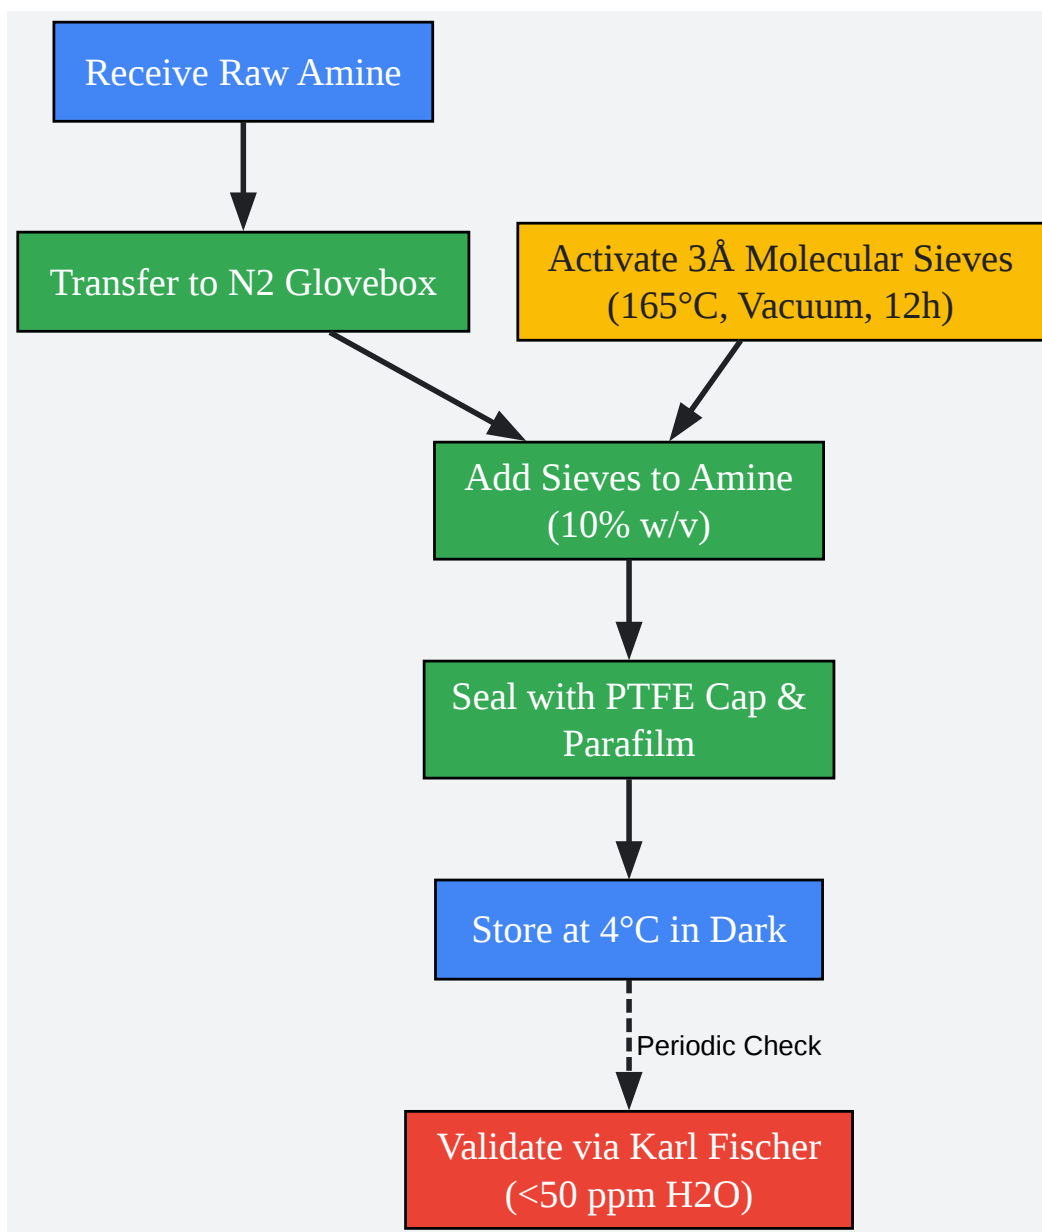 Receive Raw Amine
Transfer to N2 Glovebox
Activate 3Å Molecular Sieves
(165°C, Vacuum, 12h)
Add Sieves to Amine
(10% w/v)
Seal with PTFE Cap &
Parafilm
Store at 4°C in Dark
Periodic Check
Validate via Karl Fischer
(<50 ppm H2O)